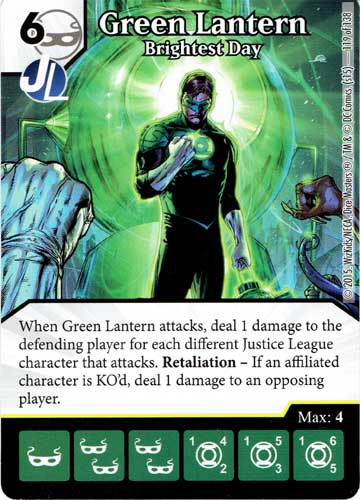 6
Green Lantern
Brightest Day
JL
119 of 138
© 2015 WizKids/NECA, Dice Masters ® / TM & © DC Comics (s15)
When Green Lantern attacks, deal 1 damage to the
defending player for each different Justice League
character that attacks. Retaliation – If an affiliated
character is KO'd, deal 1 damage to an opposing
player.
Max: 4
1 4 2
1 5 3
1 6 5